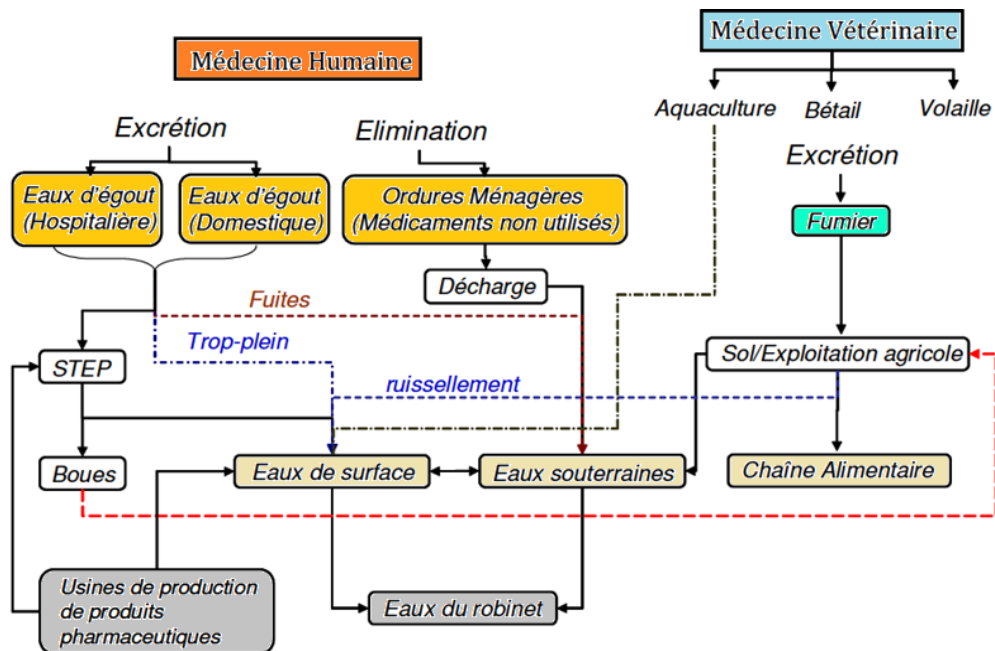 Médecine Humaine
Médecine Vétérinaire
Aquaculture
Bétail
Volaille
Excrétion
Elimination
Excrétion
Eaux d'égout
(Hospitalière)
Eaux d'égout
(Domestique)
Ordures Ménagères
(Médicaments non utilisés)
Fumier
Décharge
Fuites
Trop-plein
STEP
Sol/Exploitation agricole
ruissellement
Boues
Eaux de surface
Eaux souterraines
Chaîne Alimentaire
Usines de production
de produits
pharmaceutiques
Eaux du robinet